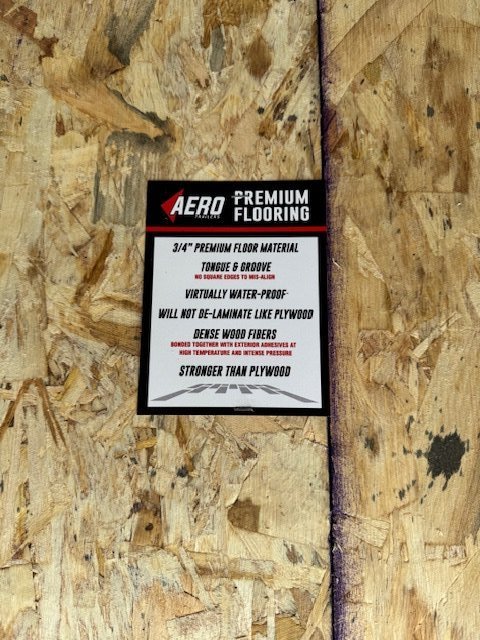 AERO
TRAILERS
PREMIUM
FLOORING
3/4" PREMIUM FLOOR MATERIAL
TONGUE & GROOVE
NO SQUARE EDGES TO MIS-ALIGN
VIRTUALLY WATER-PROOF
WILL NOT DE-LAMINATE LIKE PLYWOOD
DENSE WOOD FIBERS
BONDED TOGETHER WITH EXTERIOR ADHESIVES AT
HIGH TEMPERATURE AND INTENSE PRESSURE
STRONGER THAN PLYWOOD